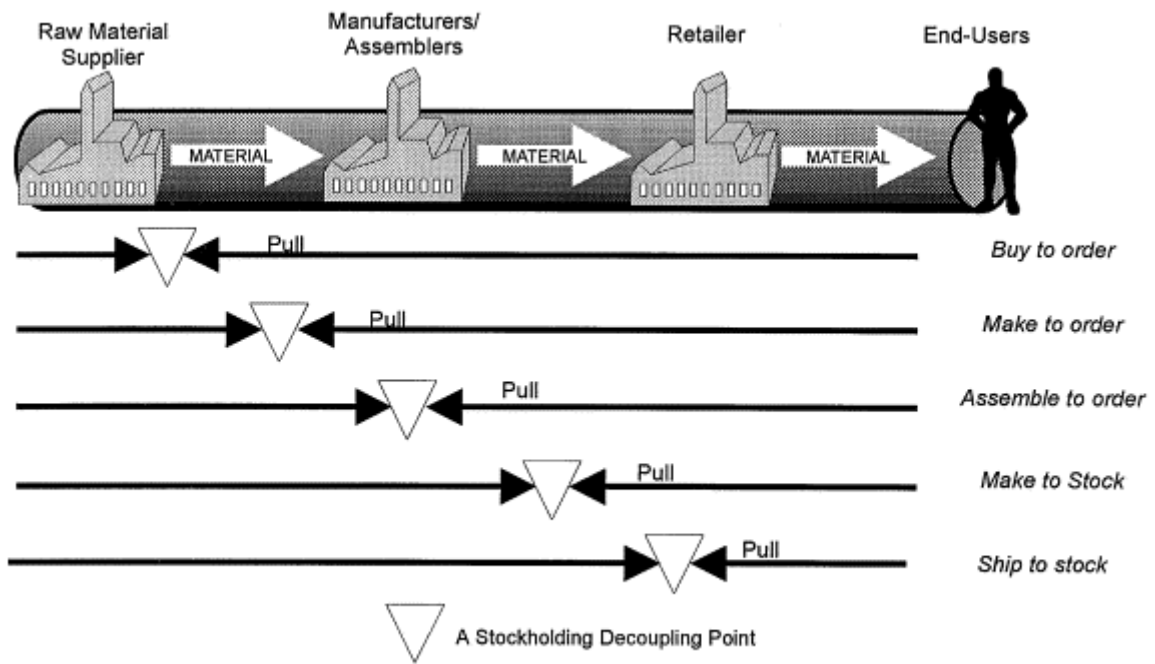 Raw Material
Supplier
Manufacturers/
Assemblers
Retailer
End-Users
MATERIAL
MATERIAL
MATERIAL
Pull
Buy to order
Pull
Make to order
Pull
Assemble to order
Pull
Make to Stock
Pull
Ship to stock
A Stockholding Decoupling Point